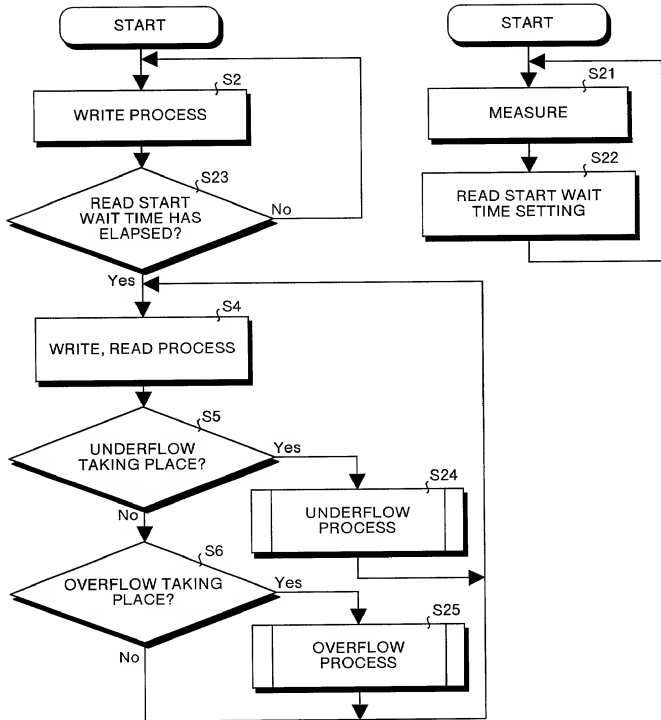 START
S2
WRITE PROCESS
S23
READ START
WAIT TIME HAS
ELAPSED?
No
Yes
S4
WRITE, READ PROCESS
S5
UNDERFLOW
TAKING PLACE?
Yes
No
S24
UNDERFLOW
PROCESS
S6
OVERFLOW TAKING
PLACE?
Yes
No
S25
OVERFLOW
PROCESS
START
S21
MEASURE
S22
READ START WAIT
TIME SETTING